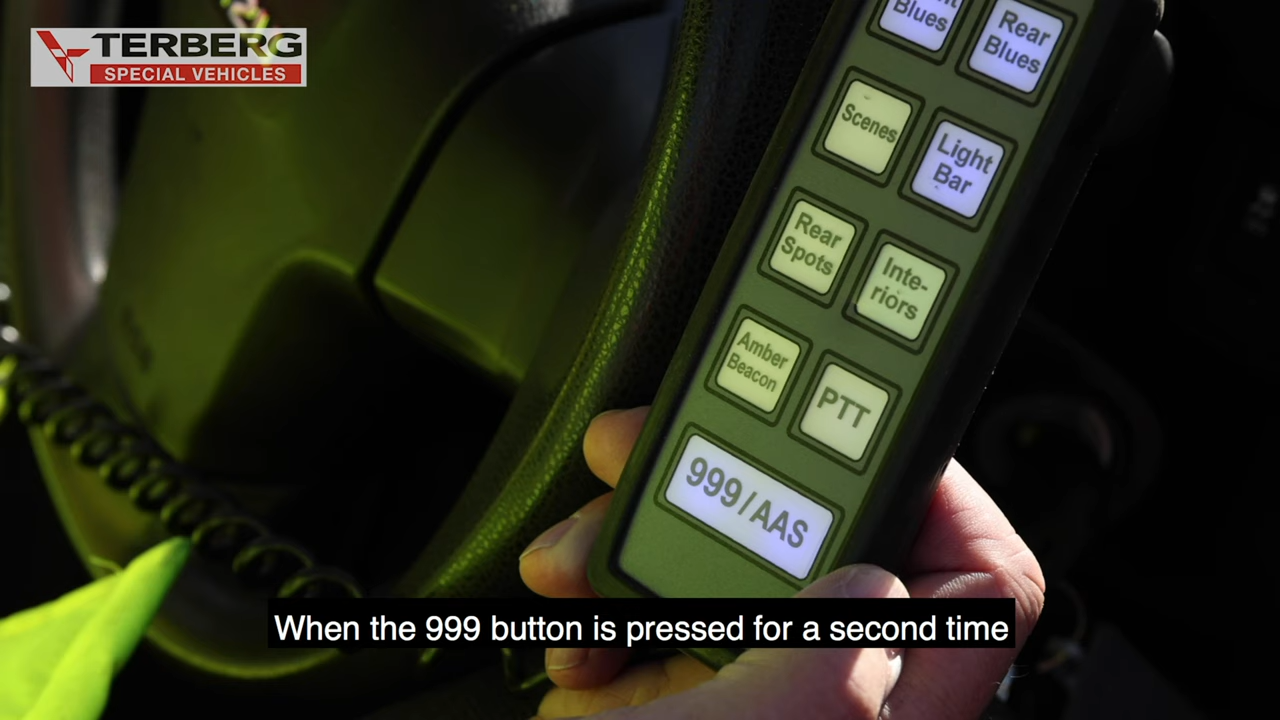 TERBERG
SPECIAL VEHICLES
Blues
Rear
Blues
Scenes
Light
Bar
Rear
Spots
Inte-
riors
Amber
Beacon
PTT
999/AAS
When the 999 button is pressed for a second time